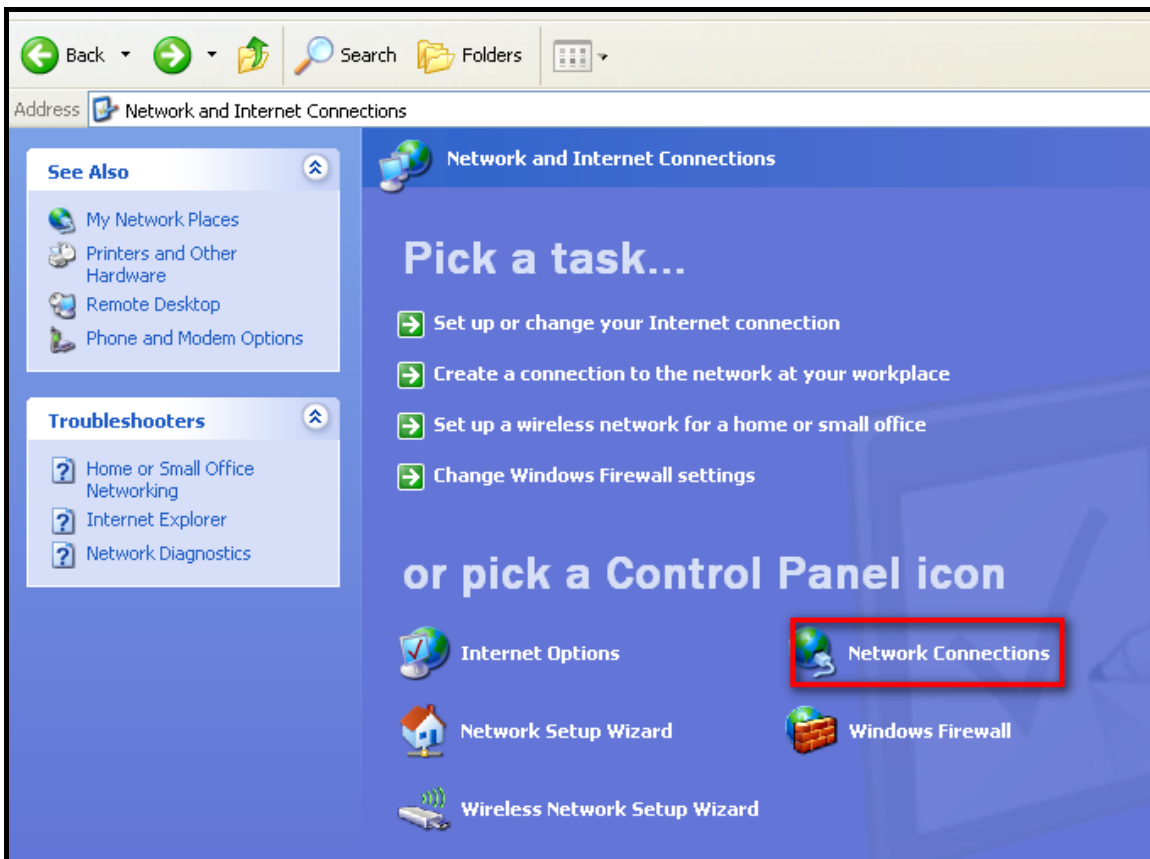 Back
Search
Folders
Address
Network and Internet Connections
See Also
My Network Places
Printers and Other
Hardware
Remote Desktop
Phone and Modem Options
Troubleshooters
Home or Small Office
Networking
Internet Explorer
Network Diagnostics
Network and Internet Connections
Pick a task...
Set up or change your Internet connection
Create a connection to the network at your workplace
Set up a wireless network for a home or small office
Change Windows Firewall settings
or pick a Control Panel icon
Internet Options
Network Connections
Network Setup Wizard
Windows Firewall
Wireless Network Setup Wizard